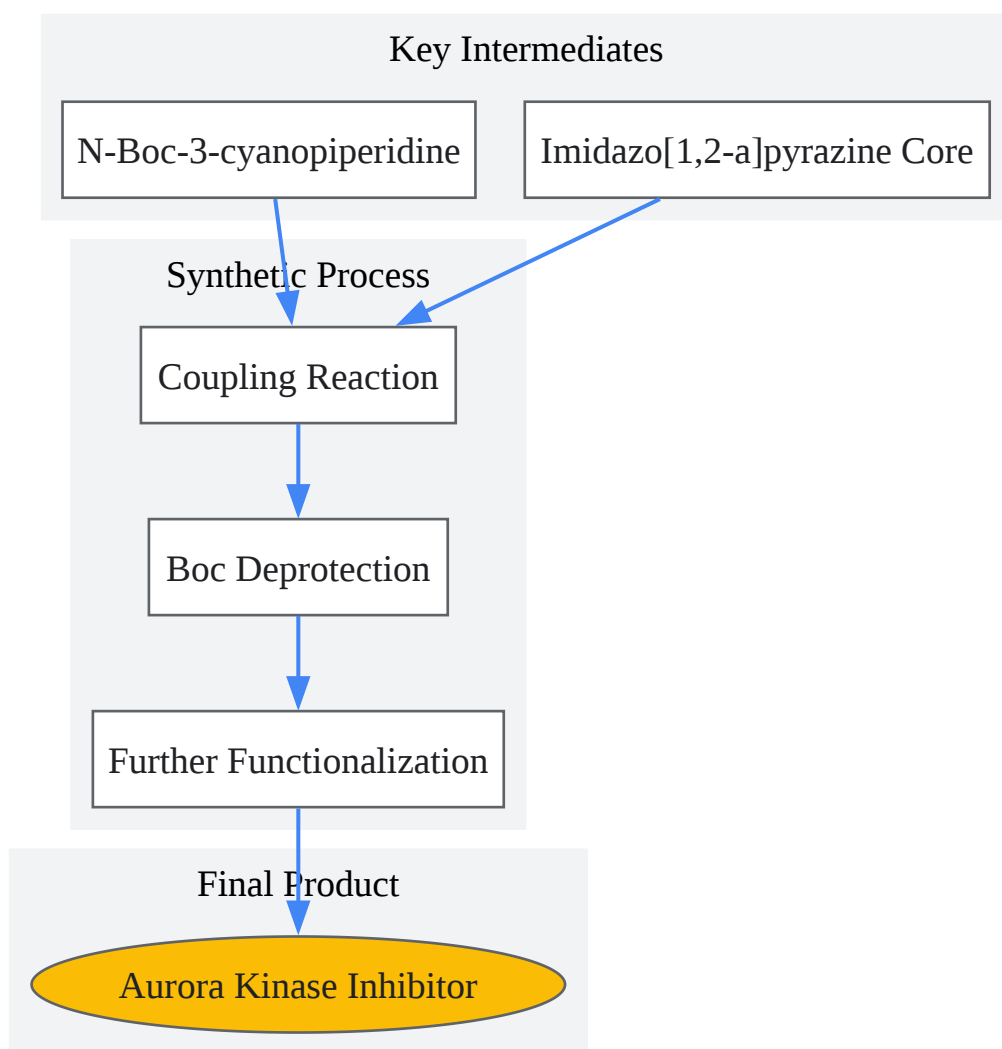 Key Intermediates
N-Boc-3-cyanopiperidine
Imidazo[1,2-a]pyrazine Core
Synthetic Process
Coupling Reaction
Boc Deprotection
Further Functionalization
Final Product
Aurora Kinase Inhibitor